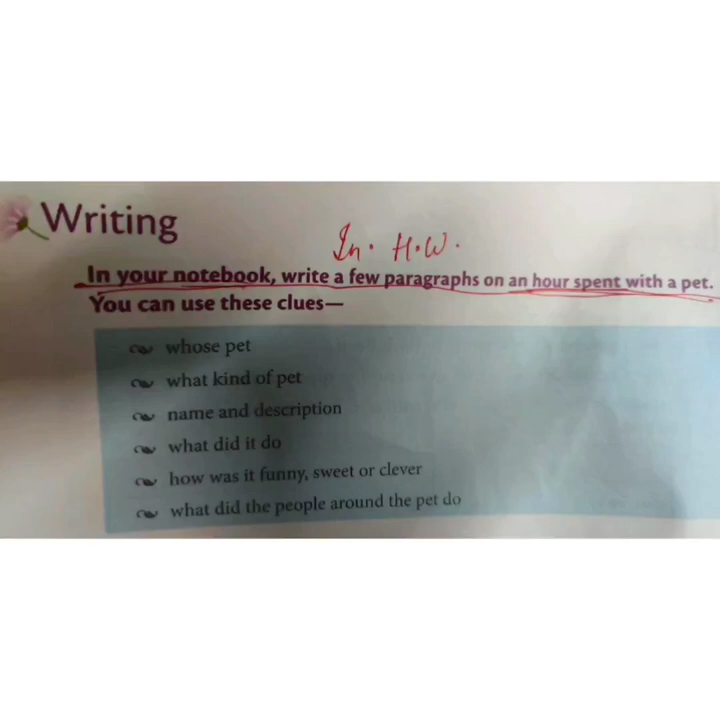 Writing
In. H.W.
In your notebook, write a few paragraphs on an hour spent with a pet.
You can use these clues—
whose pet
what kind of pet
name and description
what did it do
how was it funny, sweet or clever
what did the people around the pet do